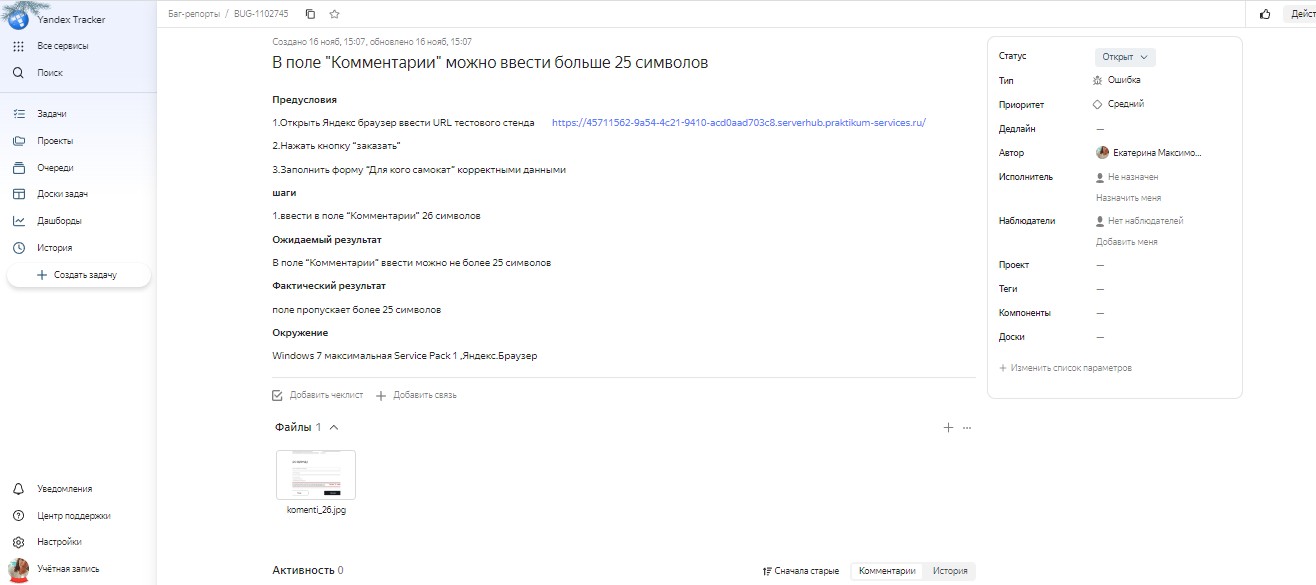 Yandex Tracker
Все сервисы
Поиск
Задачи
Проекты
Очереди
Доски задач
Дашборды
История
Создать задачу
Уведомления
Центр поддержки
Настройки
Учётная запись
Баг-репорты / BUG-1102745
Дейст
Создано 16 нояб, 15:07, обновлено 16 нояб, 15:07
В поле "Комментарии" можно ввести больше 25 символов
Предусловия
1.Открыть Яндекс браузер ввести URL тестового стенда https://45711562-9a54-4c21-9410-acd0aad703c8.serverhub.praktikum-services.ru/
2.Нажать кнопку “заказать”
3.Заполнить форму “Для кого самокат” корректными данными
шаги
1.ввести в поле “Комментарии” 26 символов
Ожидаемый результат
В поле “Комментарии” ввести можно не более 25 символов
Фактический результат
поле пропускает более 25 символов
Окружение
Windows 7 максимальная Service Pack 1 ,Яндекс.Браузер
Добавить чеклист Добавить связь
Файлы 1
komenti_26.jpg
Активность 0
Сначала старые Комментарии История
Статус Открыт
Тип Ошибка
Приоритет Средний
Дедлайн —
Автор Екатерина Максимо...
Исполнитель Не назначен
Назначить меня
Наблюдатели Нет наблюдателей
Добавить меня
Проект —
Теги —
Компоненты —
Доски —
+ Изменить список параметров